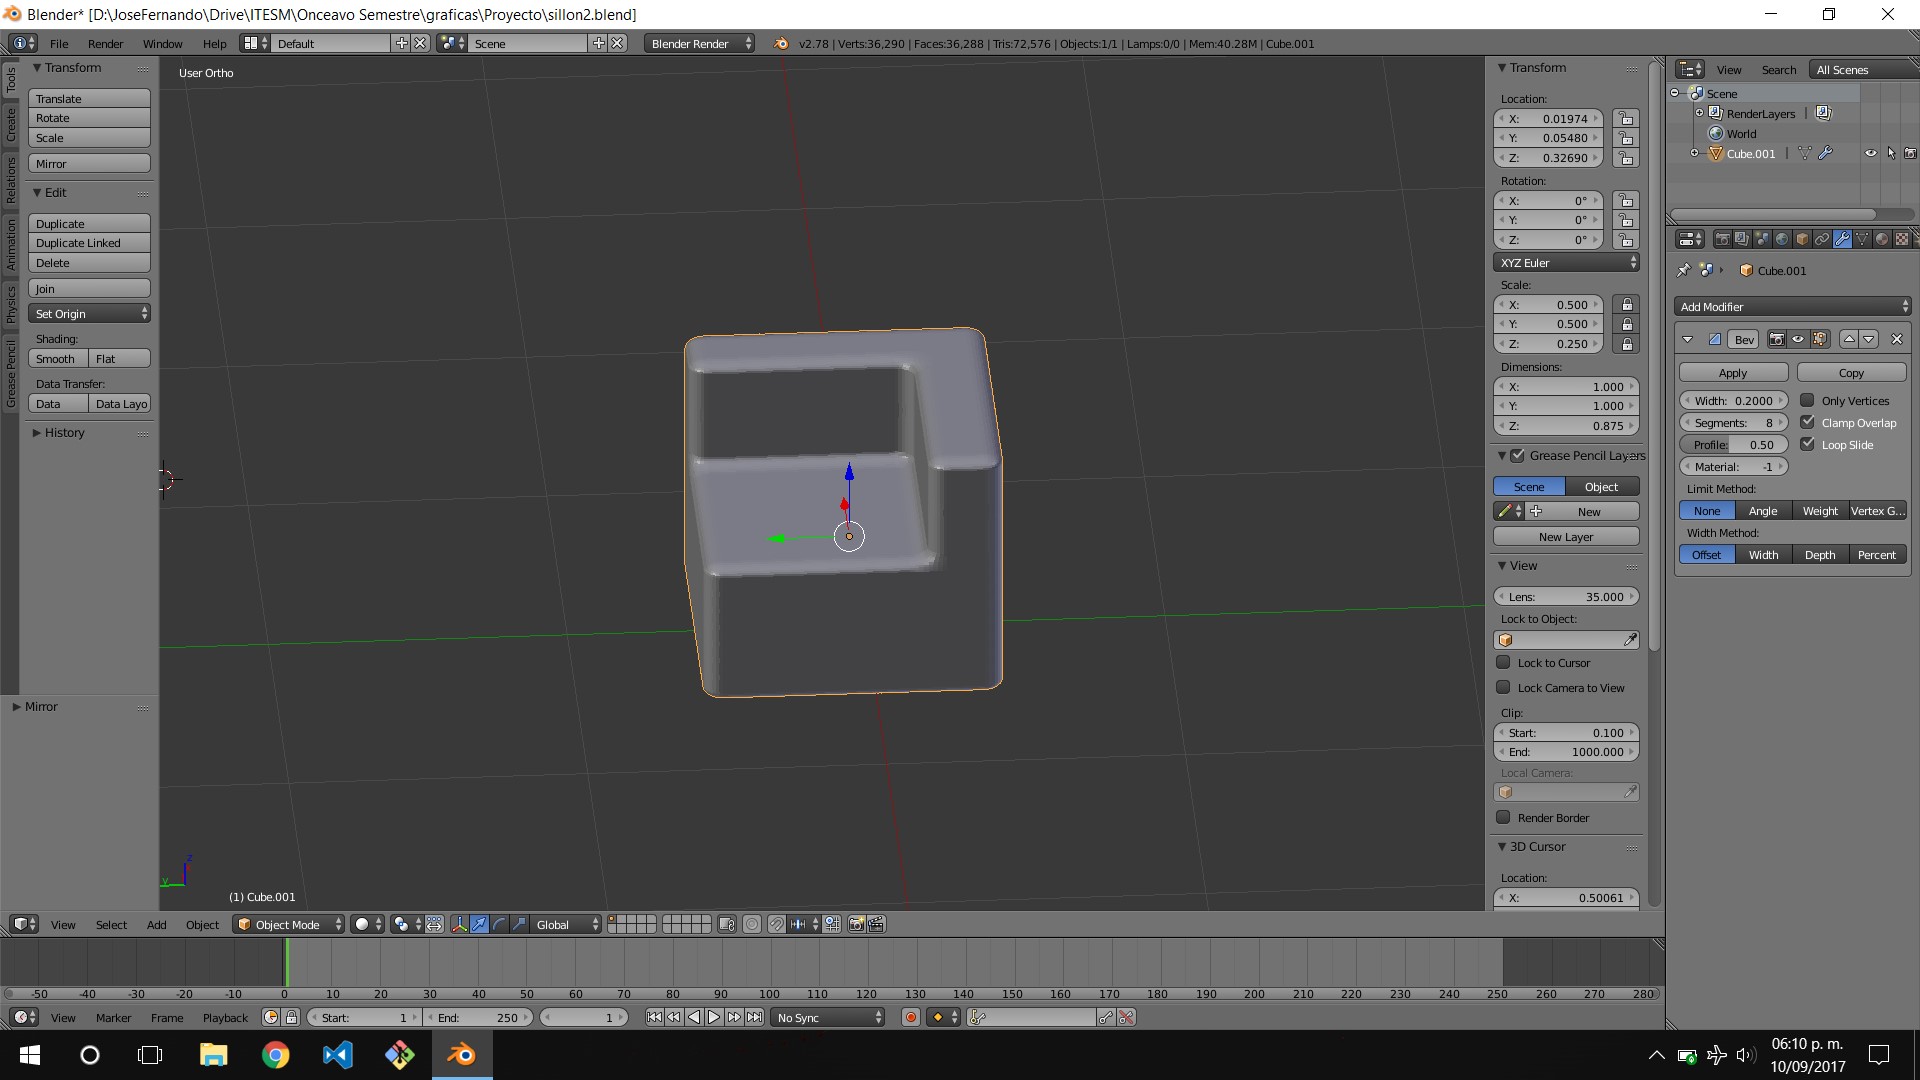 Blender* [D:\JoseFernando\Drive\ITESM\Onceavo Semestre\graficas\Proyecto\sillon2.blend]
File Render Window Help Default Scene Blender Render v2.78 | Verts:36,290 | Faces:36,288 | Tris:72,576 | Objects:1/1 | Lamps:0/0 | Mem:40.28M | Cube.001
Tools
Create
Relations
Animation
Physics
Grease Pencil
Transform
Translate
Rotate
Scale
Mirror
Edit
Duplicate
Duplicate Linked
Delete
Join
Set Origin
Shading:
Smooth Flat
Data Transfer:
Data Data Layo
History
Mirror
User Ortho
z
y
(1) Cube.001
Transform
Location:
X: 0.01974
Y: 0.05480
Z: 0.32690
Rotation:
X: 0°
Y: 0°
Z: 0°
XYZ Euler
Scale:
X: 0.500
Y: 0.500
Z: 0.250
Dimensions:
X: 1.000
Y: 1.000
Z: 0.875
Grease Pencil Layers
Scene Object
New
New Layer
View
Lens: 35.000
Lock to Object:
Lock to Cursor
Lock Camera to View
Clip:
Start: 0.100
End: 1000.000
Local Camera:
Render Border
3D Cursor
Location:
X: 0.50061
View Search All Scenes
Scene
RenderLayers |
World
Cube.001 |
Cube.001
Add Modifier
Bev
Apply Copy
Width: 0.2000 Only Vertices
Segments: 8 Clamp Overlap
Profile: 0.50 Loop Slide
Material: -1
Limit Method:
None Angle Weight Vertex G...
Width Method:
Offset Width Depth Percent
View Select Add Object Object Mode Global
-50 -40 -30 -20 -10 0 10 20 30 40 50 60 70 80 90 100 110 120 130 140 150 160 170 180 190 200 210 220 230 240 250 260 270 280
View Marker Frame Playback Start: 1 End: 250 1 No Sync
06:10 p. m.
10/09/2017